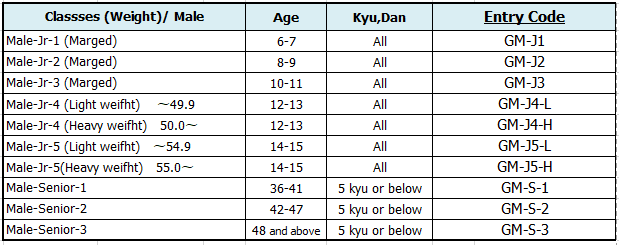 Classses (Weight)/ Male Age Kyu,Dan Entry Code
Male-Jr-1 (Marged) 6-7 All GM-J1
Male-Jr-2 (Marged) 8-9 All GM-J2
Male-Jr-3 (Marged) 10-11 All GM-J3
Male-Jr-4 (Light weifht) ～49.9 12-13 All GM-J4-L
Male-Jr-4 (Heavy weifht) 50.0～ 12-13 All GM-J4-H
Male-Jr-5 (Light weifht) ～54.9 14-15 All GM-J5-L
Male-Jr-5(Heavy weifht) 55.0～ 14-15 All GM-J5-H
Male-Senior-1 36-41 5 kyu or below GM-S-1
Male-Senior-2 42-47 5 kyu or below GM-S-2
Male-Senior-3 48 and above 5 kyu or below GM-S-3